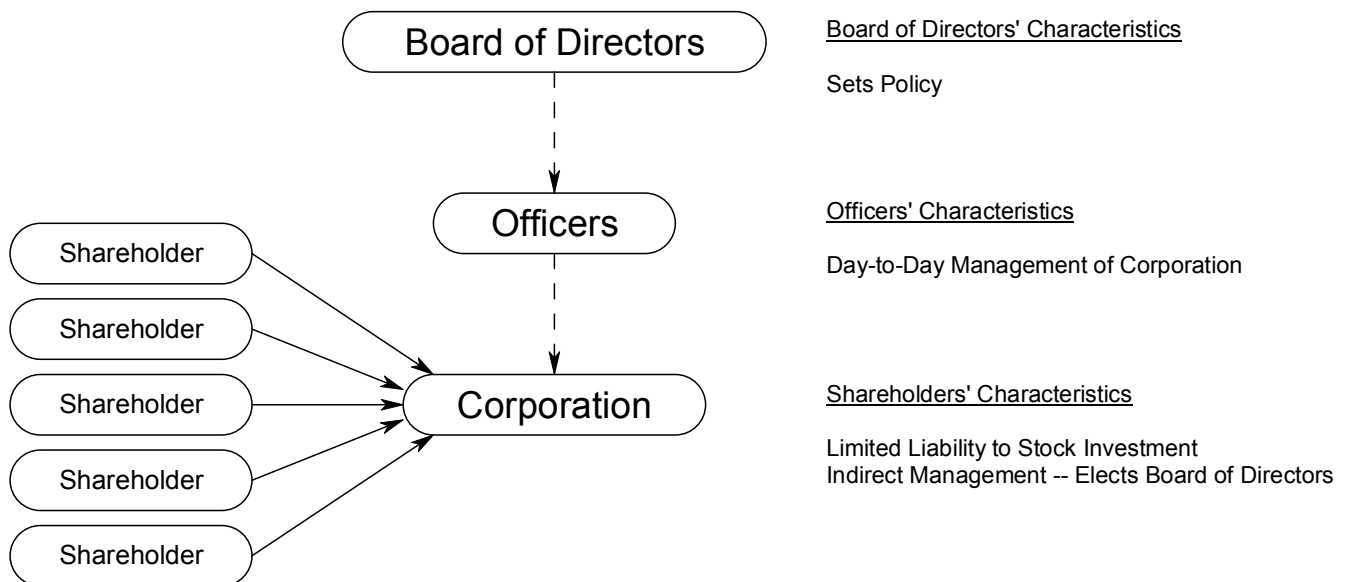 Board of Directors
Officers
Shareholder
Shareholder
Shareholder
Shareholder
Shareholder
Corporation
Board of Directors' Characteristics
Sets Policy
Officers' Characteristics
Day-to-Day Management of Corporation
Shareholders' Characteristics
Limited Liability to Stock Investment
Indirect Management -- Elects Board of Directors